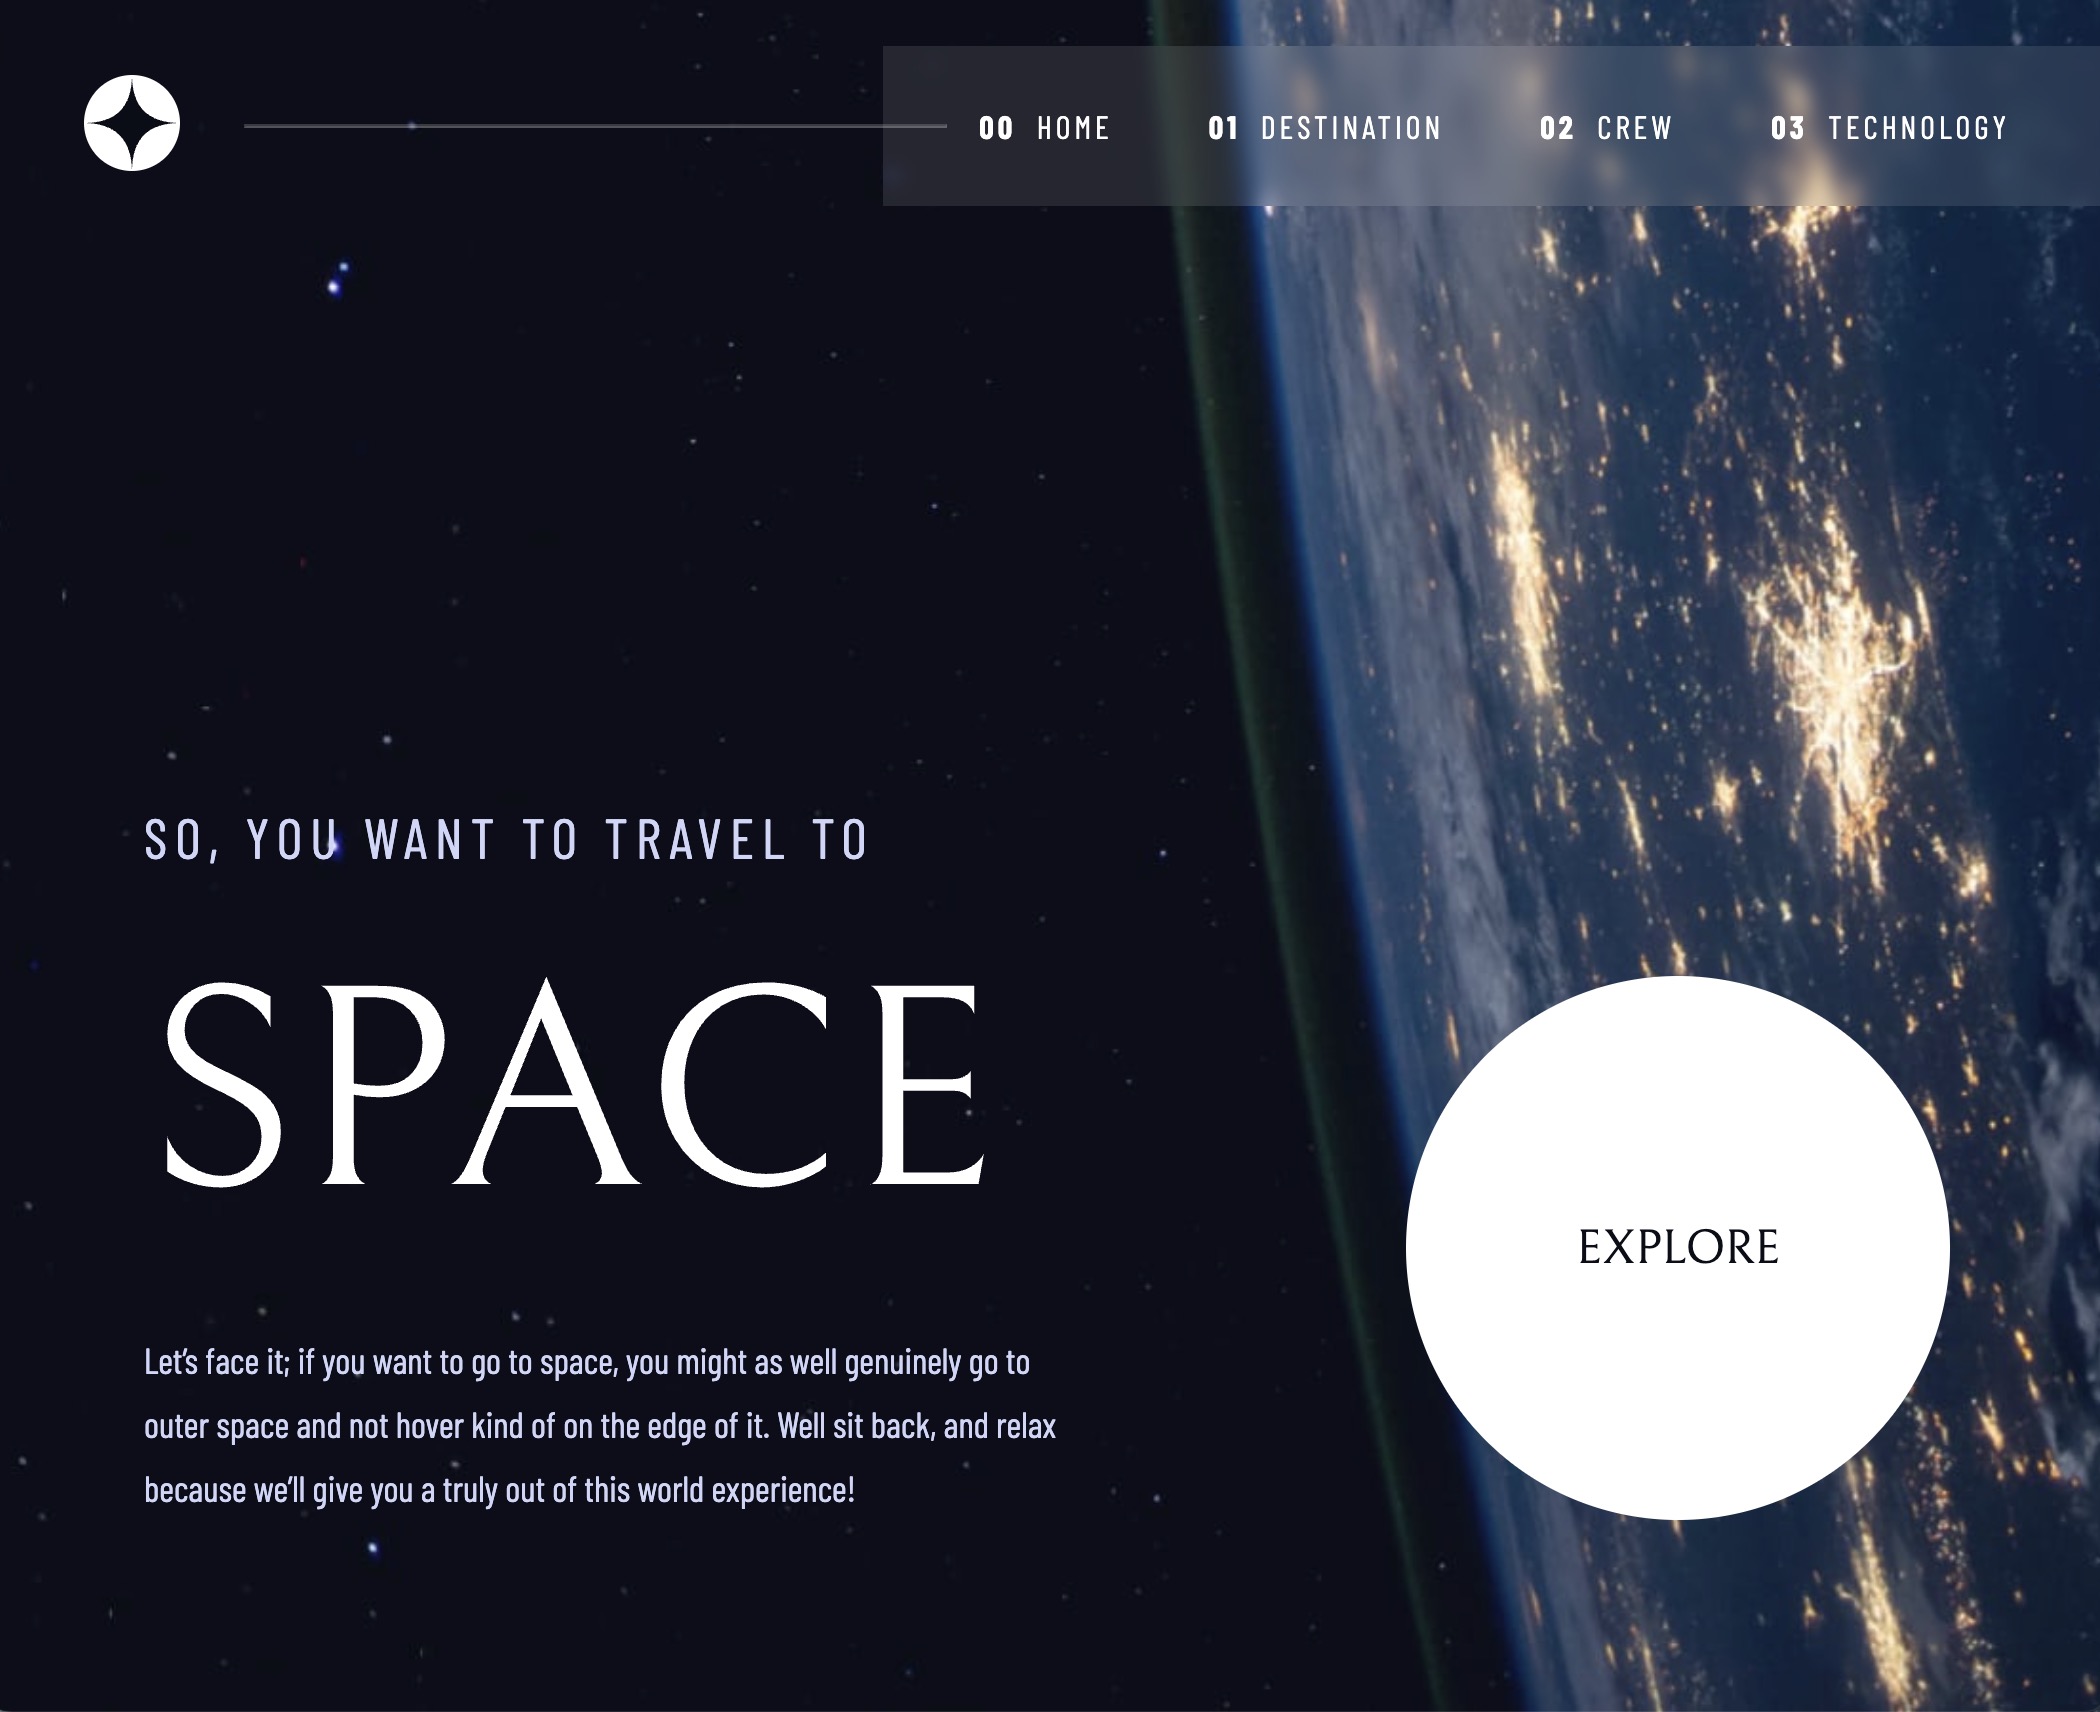 00 HOME 01 DESTINATION 02 CREW 03 TECHNOLOGY
SO, YOU WANT TO TRAVEL TO
SPACE
Let’s face it; if you want to go to space, you might as well genuinely go to
outer space and not hover kind of on the edge of it. Well sit back, and relax
because we’ll give you a truly out of this world experience!
EXPLORE